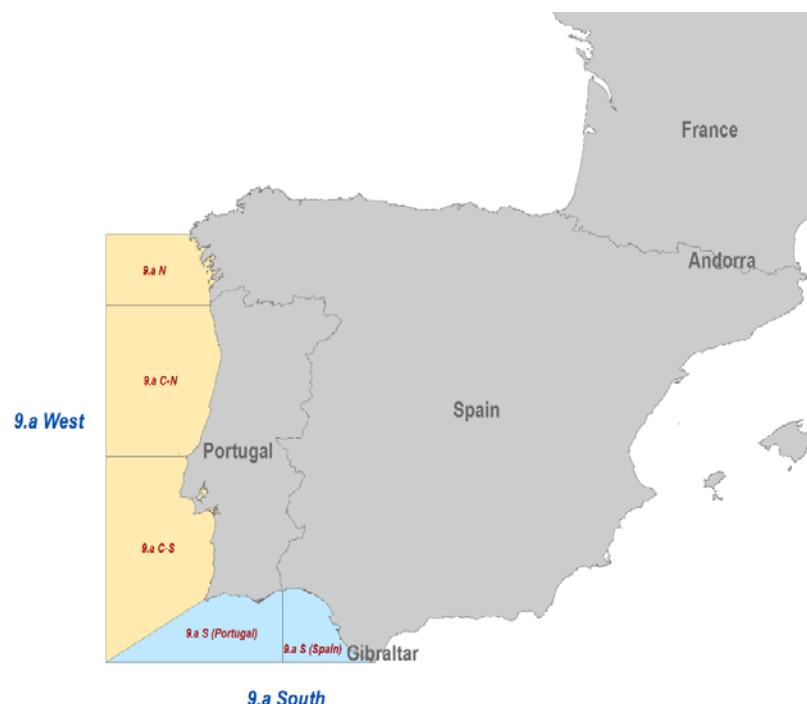 France
Andorra
9.a N
9.a C-N
Spain
9.a West
Portugal
9.a C-S
9.a S (Portugal)
9.a S (Spain)
Gibraltar
9.a South